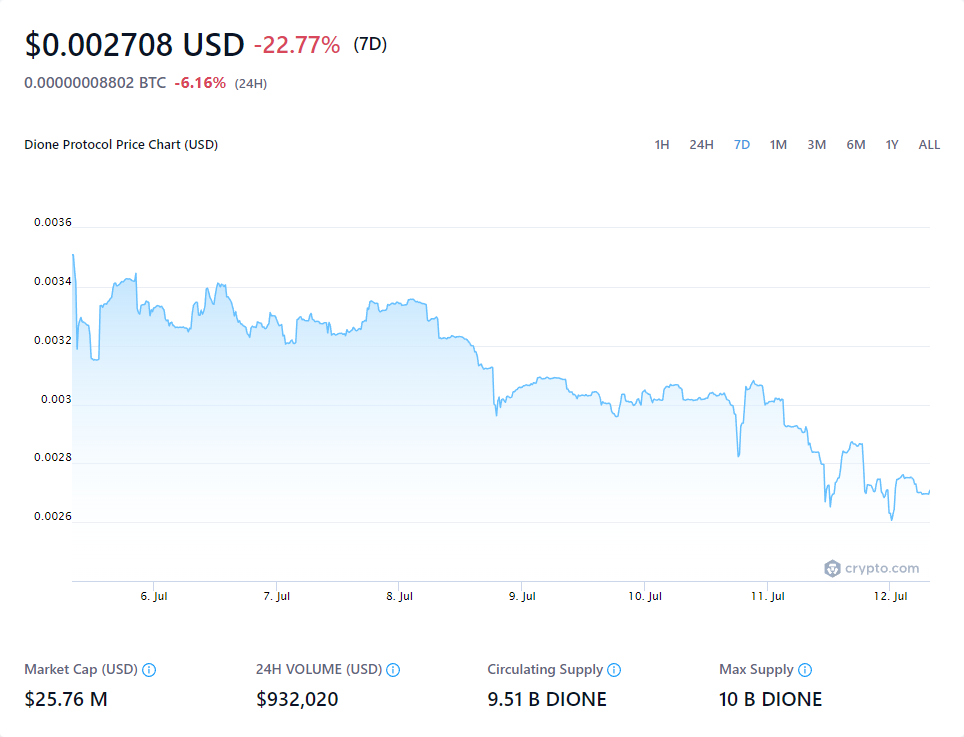 $0.002708 USD -22.77% (7D)
0.00000008802 BTC -6.16% (24H)
Dione Protocol Price Chart (USD) 1H 24H 7D 1M 3M 6M 1Y ALL
0.0036
0.0034
0.0032
0.003
0.0028
0.0026
crypto.com
6. Jul 7. Jul 8. Jul 9. Jul 10. Jul 11. Jul 12. Jul
Market Cap (USD) 24H VOLUME (USD) Circulating Supply Max Supply
$25.76 M $932,020 9.51 B DIONE 10 B DIONE